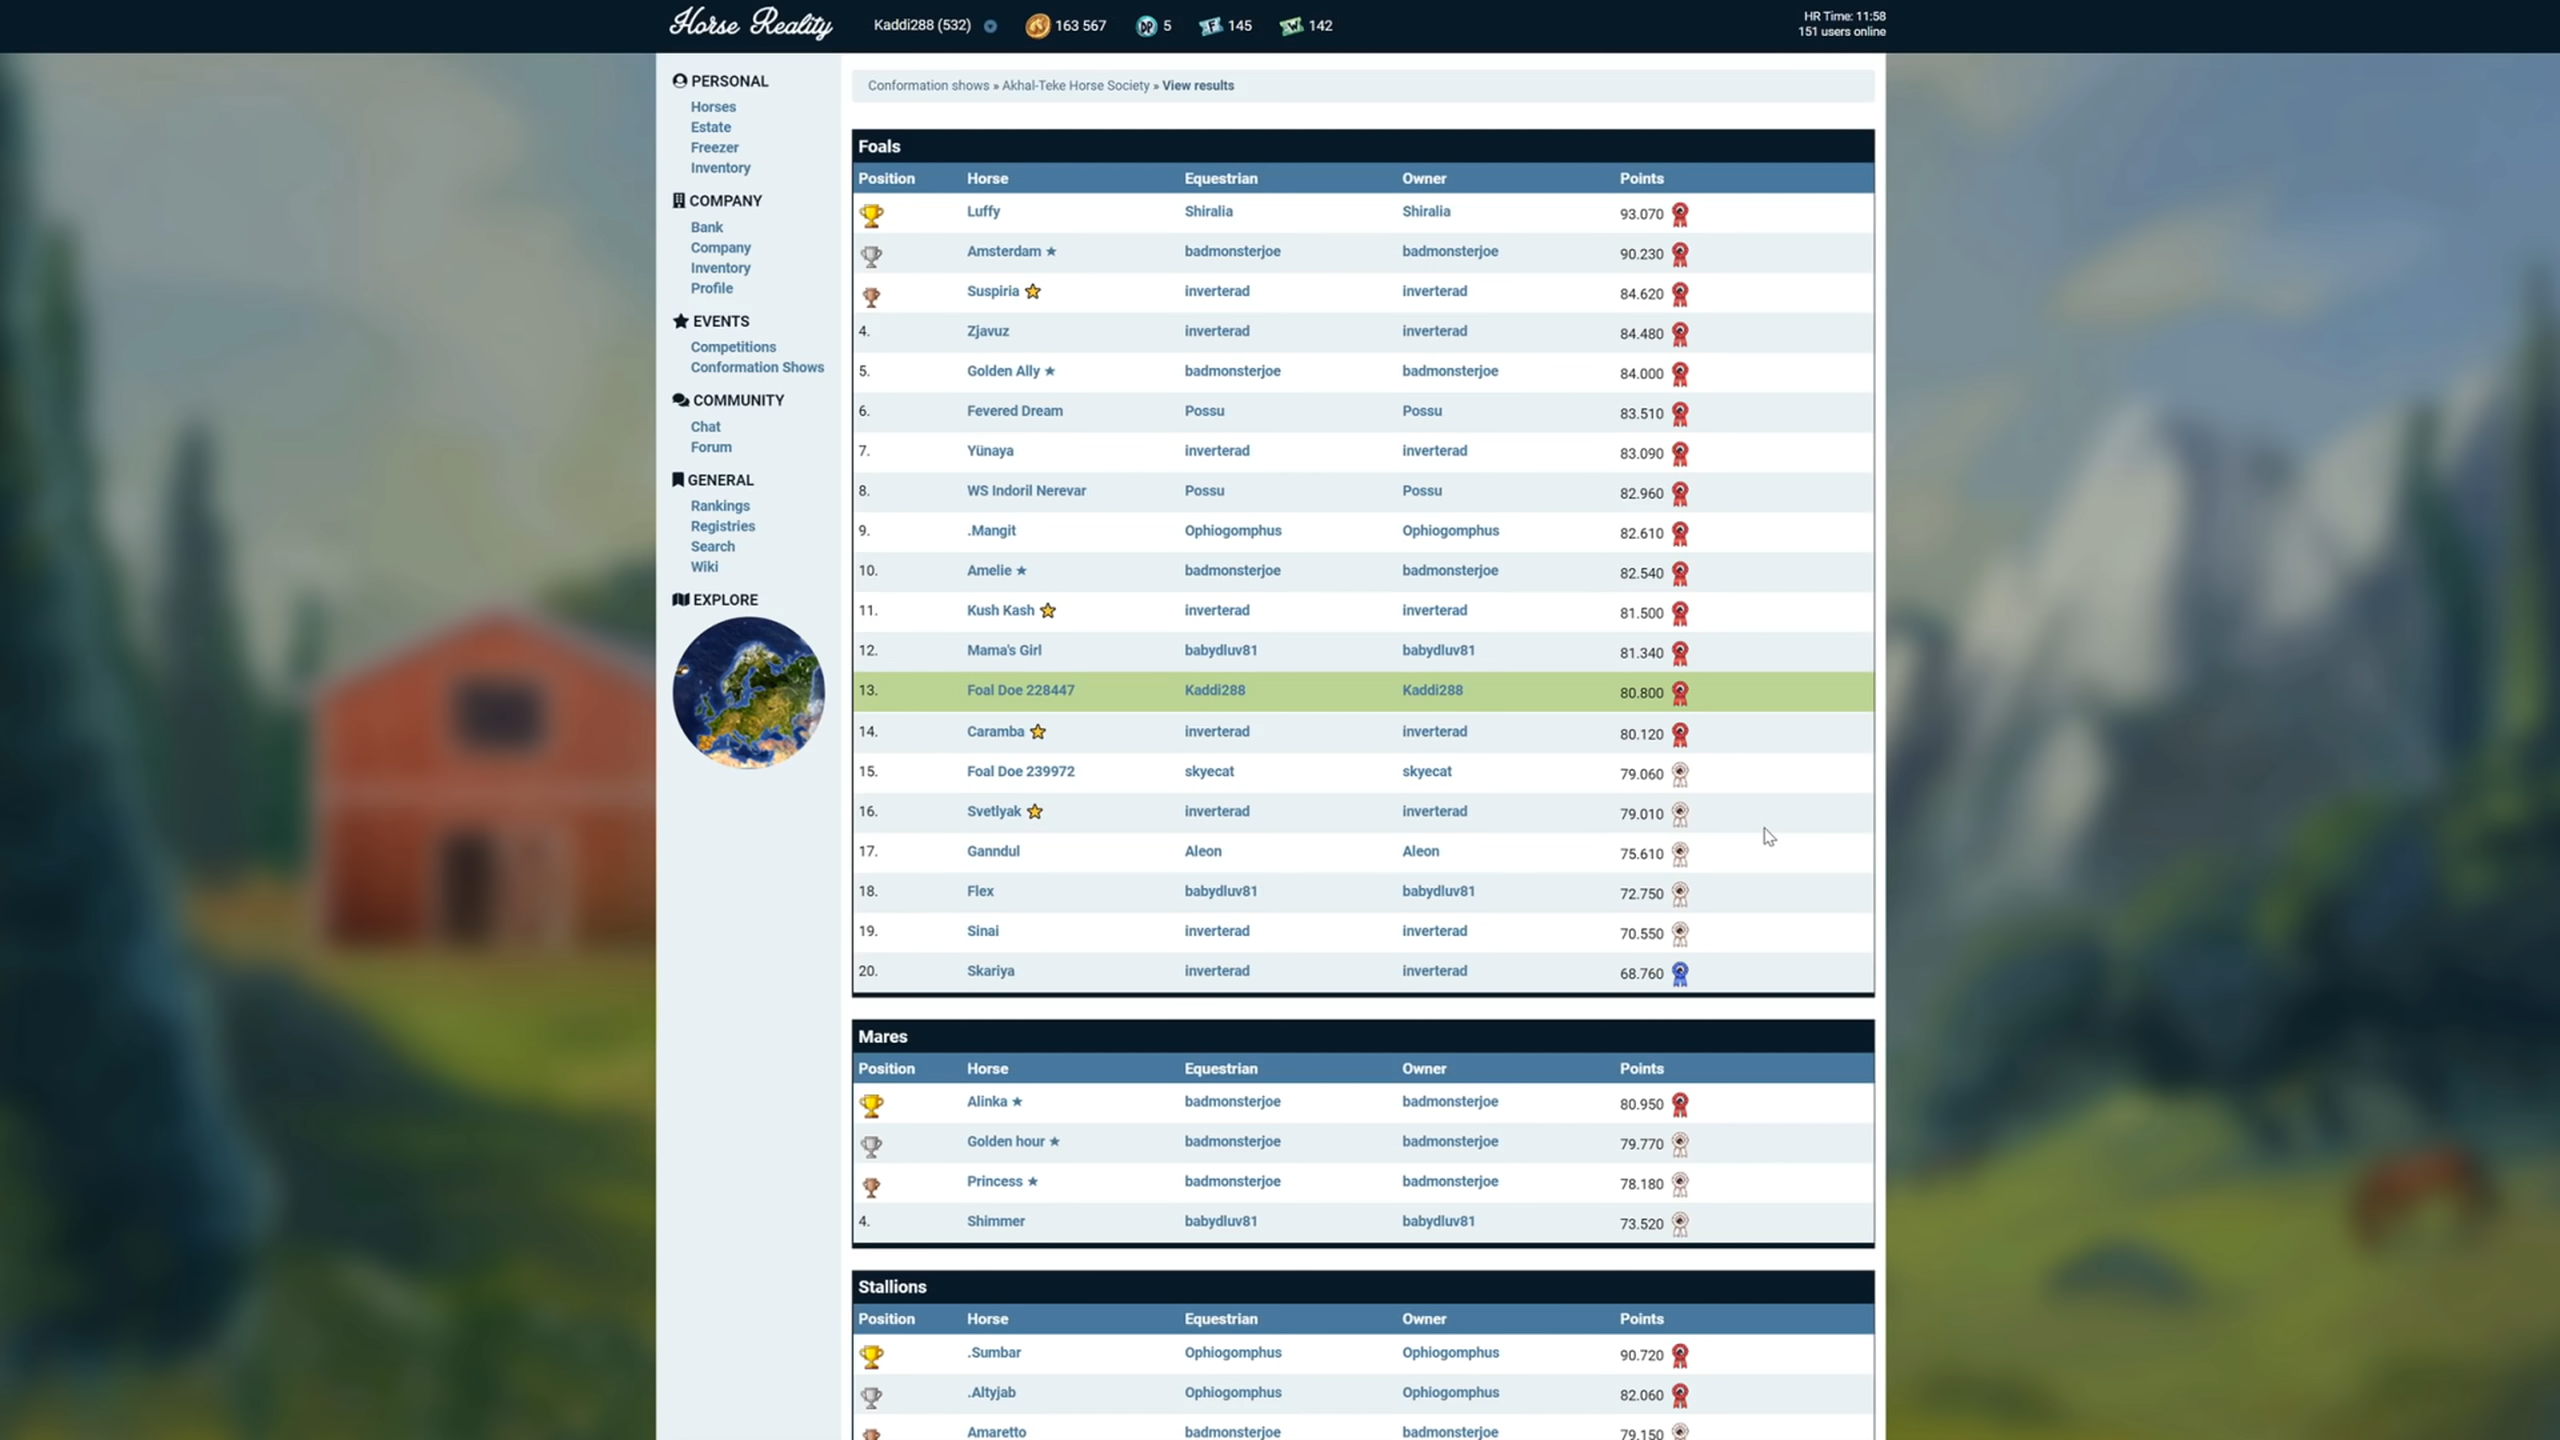 Horse Reality
Kaddi288 (532) 163 567 5 145 142
HR Time: 11:58
151 users online
PERSONAL
Horses
Estate
Freezer
Inventory
COMPANY
Bank
Company
Inventory
Profile
EVENTS
Competitions
Conformation Shows
COMMUNITY
Chat
Forum
GENERAL
Rankings
Registries
Search
Wiki
EXPLORE
Conformation shows » Akhal-Teke Horse Society » View results
Foals
Position Horse Equestrian Owner Points
Luffy Shiralia Shiralia 93.070
Amsterdam ★ badmonsterjoe badmonsterjoe 90.230
Suspiria inverterad inverterad 84.620
4. Zjavuz inverterad inverterad 84.480
5. Golden Ally ★ badmonsterjoe badmonsterjoe 84.000
6. Fevered Dream Possu Possu 83.510
7. Yünaya inverterad inverterad 83.090
8. WS Indoril Nerevar Possu Possu 82.960
9. .Mangit Ophiogomphus Ophiogomphus 82.610
10. Amelie ★ badmonsterjoe badmonsterjoe 82.540
11. Kush Kash inverterad inverterad 81.500
12. Mama's Girl babydluv81 babydluv81 81.340
13. Foal Doe 228447 Kaddi288 Kaddi288 80.800
14. Caramba inverterad inverterad 80.120
15. Foal Doe 239972 skyecat skyecat 79.060
16. Svetlyak inverterad inverterad 79.010
17. Ganndul Aleon Aleon 75.610
18. Flex babydluv81 babydluv81 72.750
19. Sinai inverterad inverterad 70.550
20. Skariya inverterad inverterad 68.760
Mares
Position Horse Equestrian Owner Points
Alinka ★ badmonsterjoe badmonsterjoe 80.950
Golden hour ★ badmonsterjoe badmonsterjoe 79.770
Princess ★ badmonsterjoe badmonsterjoe 78.180
4. Shimmer babydluv81 babydluv81 73.520
Stallions
Position Horse Equestrian Owner Points
.Sumbar Ophiogomphus Ophiogomphus 90.720
.Altyjab Ophiogomphus Ophiogomphus 82.060
Amaretto badmonsterjoe badmonsterjoe 79.150